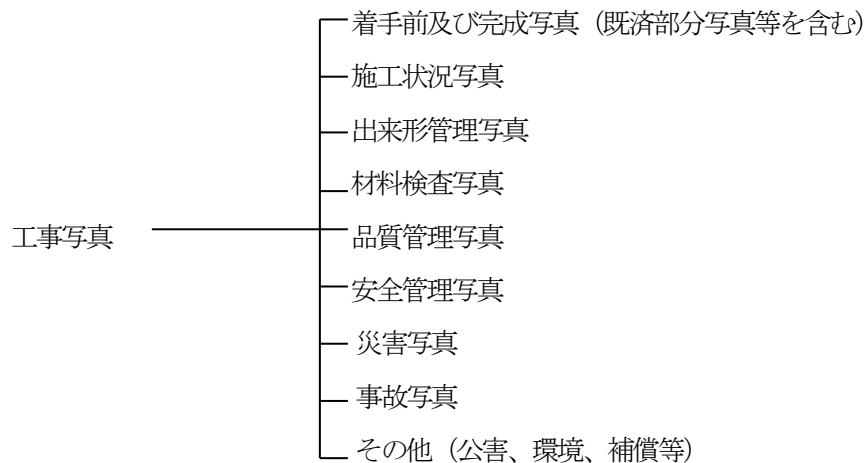 着手前及び完成写真（既済部分写真等を含む）
施工状況写真
出来形管理写真
材料検査写真
工事写真
品質管理写真
安全管理写真
災害写真
事故写真
その他（公害、環境、補償等）